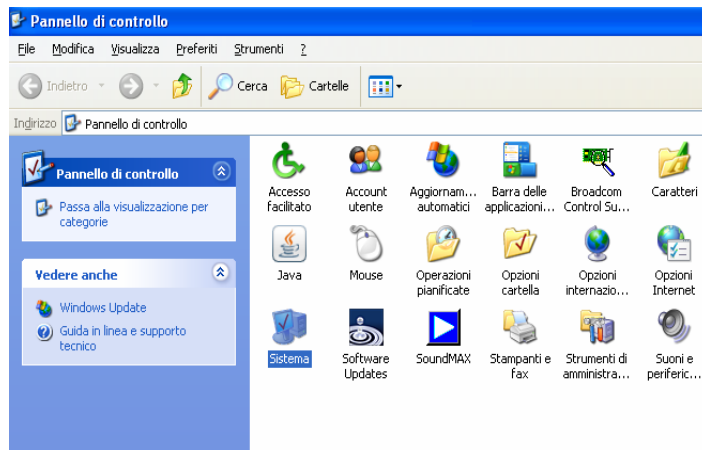 Pannello di controllo
File Modifica Visualizza Preferiti Strumenti ?
Indietro Cerca Cartelle
Indirizzo Pannello di controllo
Pannello di controllo
Passa alla visualizzazione per
categorie
Vedere anche
Windows Update
Guida in linea e supporto
tecnico
Accesso
facilitato
Account
utente
Aggiornam...
automatici
Barra delle
applicazioni...
Broadcom
Control Su...
Caratteri
Java
Mouse
Operazioni
pianificate
Opzioni
cartella
Opzioni
internazio...
Opzioni
Internet
Sistema
Software
Updates
SoundMAX
Stampanti e
fax
Strumenti di
amministra...
Suoni e
periferic...